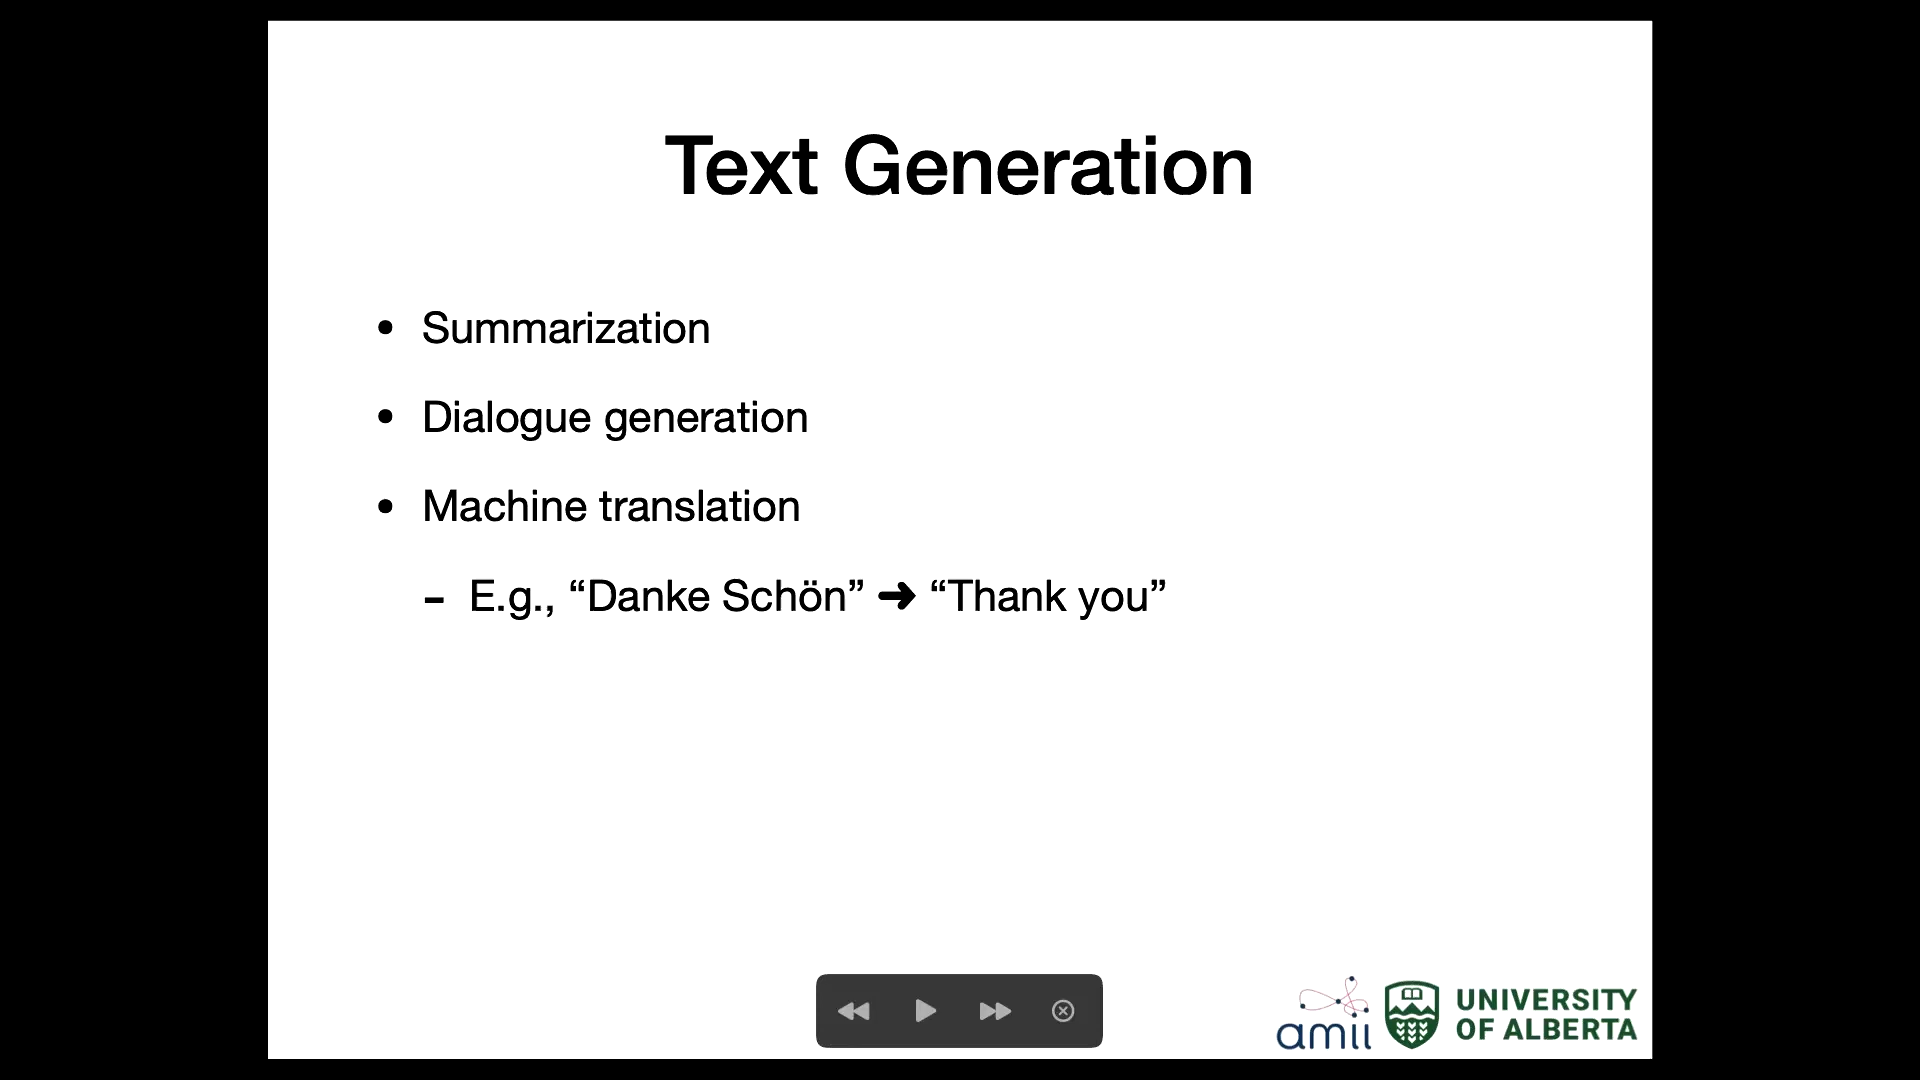 Text Generation
• Summarization
• Dialogue generation
• Machine translation
– E.g., “Danke Schön” ➜ “Thank you”
amii
UNIVERSITY
OF ALBERTA